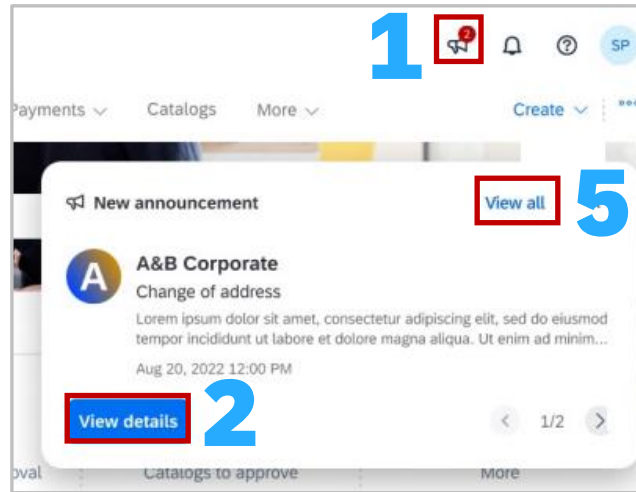 1
2
SP
Payments
Catalogs
More
Create
New announcement
View all
5
A
A&B Corporate
Change of address
Lorem ipsum dolor sit amet, consectetur adipiscing elit, sed do eiusmod
tempor incididunt ut labore et dolore magna aliqua. Ut enim ad minim...
Aug 20, 2022 12:00 PM
View details
2
1/2
oval
Catalogs to approve
More